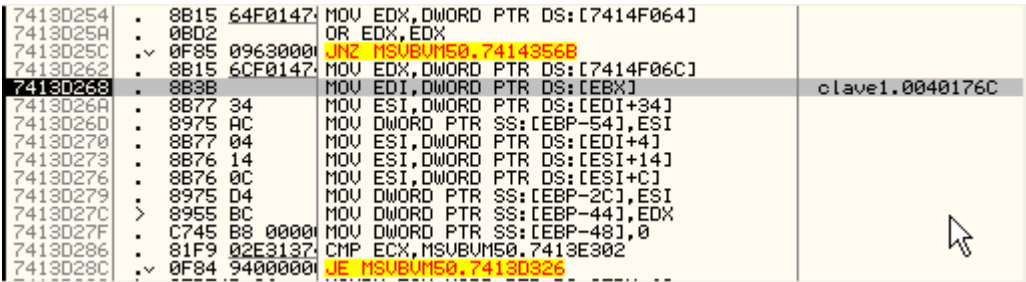 7413D254 . 8B15 64F01474 MOV EDX,DWORD PTR DS:[7414F064]
7413D25A . 0BD2 OR EDX,EDX
7413D25C .v 0F85 09630000 JNZ MSVBVM50.7414356B
7413D262 . 8B15 6CF01474 MOV EDX,DWORD PTR DS:[7414F06C]
7413D268 . 8B3B MOV EDI,DWORD PTR DS:[EBX] clave1.0040176C
7413D26A . 8B77 34 MOV ESI,DWORD PTR DS:[EDI+34]
7413D26D . 8975 AC MOV DWORD PTR SS:[EBP-54],ESI
7413D270 . 8B77 04 MOV ESI,DWORD PTR DS:[EDI+4]
7413D273 . 8B76 14 MOV ESI,DWORD PTR DS:[ESI+14]
7413D276 . 8B76 0C MOV ESI,DWORD PTR DS:[ESI+C]
7413D279 . 8975 D4 MOV DWORD PTR SS:[EBP-2C],ESI
7413D27C > 8955 BC MOV DWORD PTR SS:[EBP-44],EDX
7413D27F . C745 B8 0000 MOV DWORD PTR SS:[EBP-48],0
7413D286 . 81F9 02E31374 CMP ECX,MSVBVM50.7413E302
7413D28C .v 0F84 94000000 JE MSVBVM50.7413D326